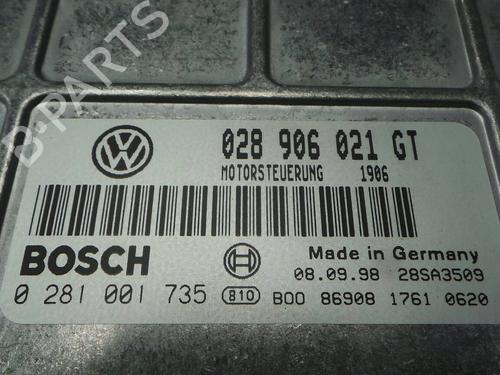 028 906 021 GT
MOTORSTEUERUNG 1906
BOSCH
Made in Germany
08.09.98 28SA3509
0 281 001 735 810 B00 86908 1761 0620
B-PARTS